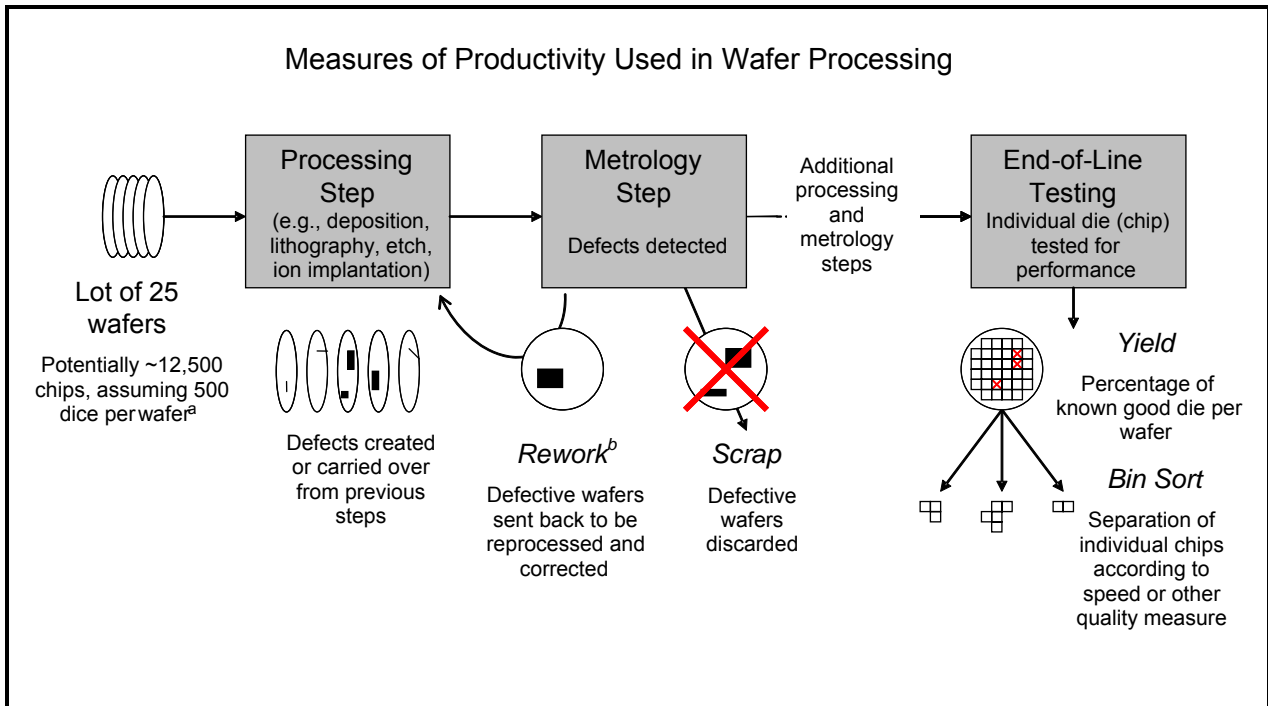 Measures of Productivity Used in Wafer Processing
Lot of 25
wafers
Potentially ~12,500
chips, assuming 500
dice per wafera
Processing
Step
(e.g., deposition,
lithography, etch,
ion implantation)
Defects created
or carried over
from previous
steps
Metrology
Step
Defects detected
Reworkb
Defective wafers
sent back to be
reprocessed and
corrected
Scrap
Defective
wafers
discarded
Additional
processing
and
metrology
steps
End-of-Line
Testing
Individual die (chip)
tested for
performance
Yield
Percentage of
known good die per
wafer
Bin Sort
Separation of
individual chips
according to
speed or other
quality measure